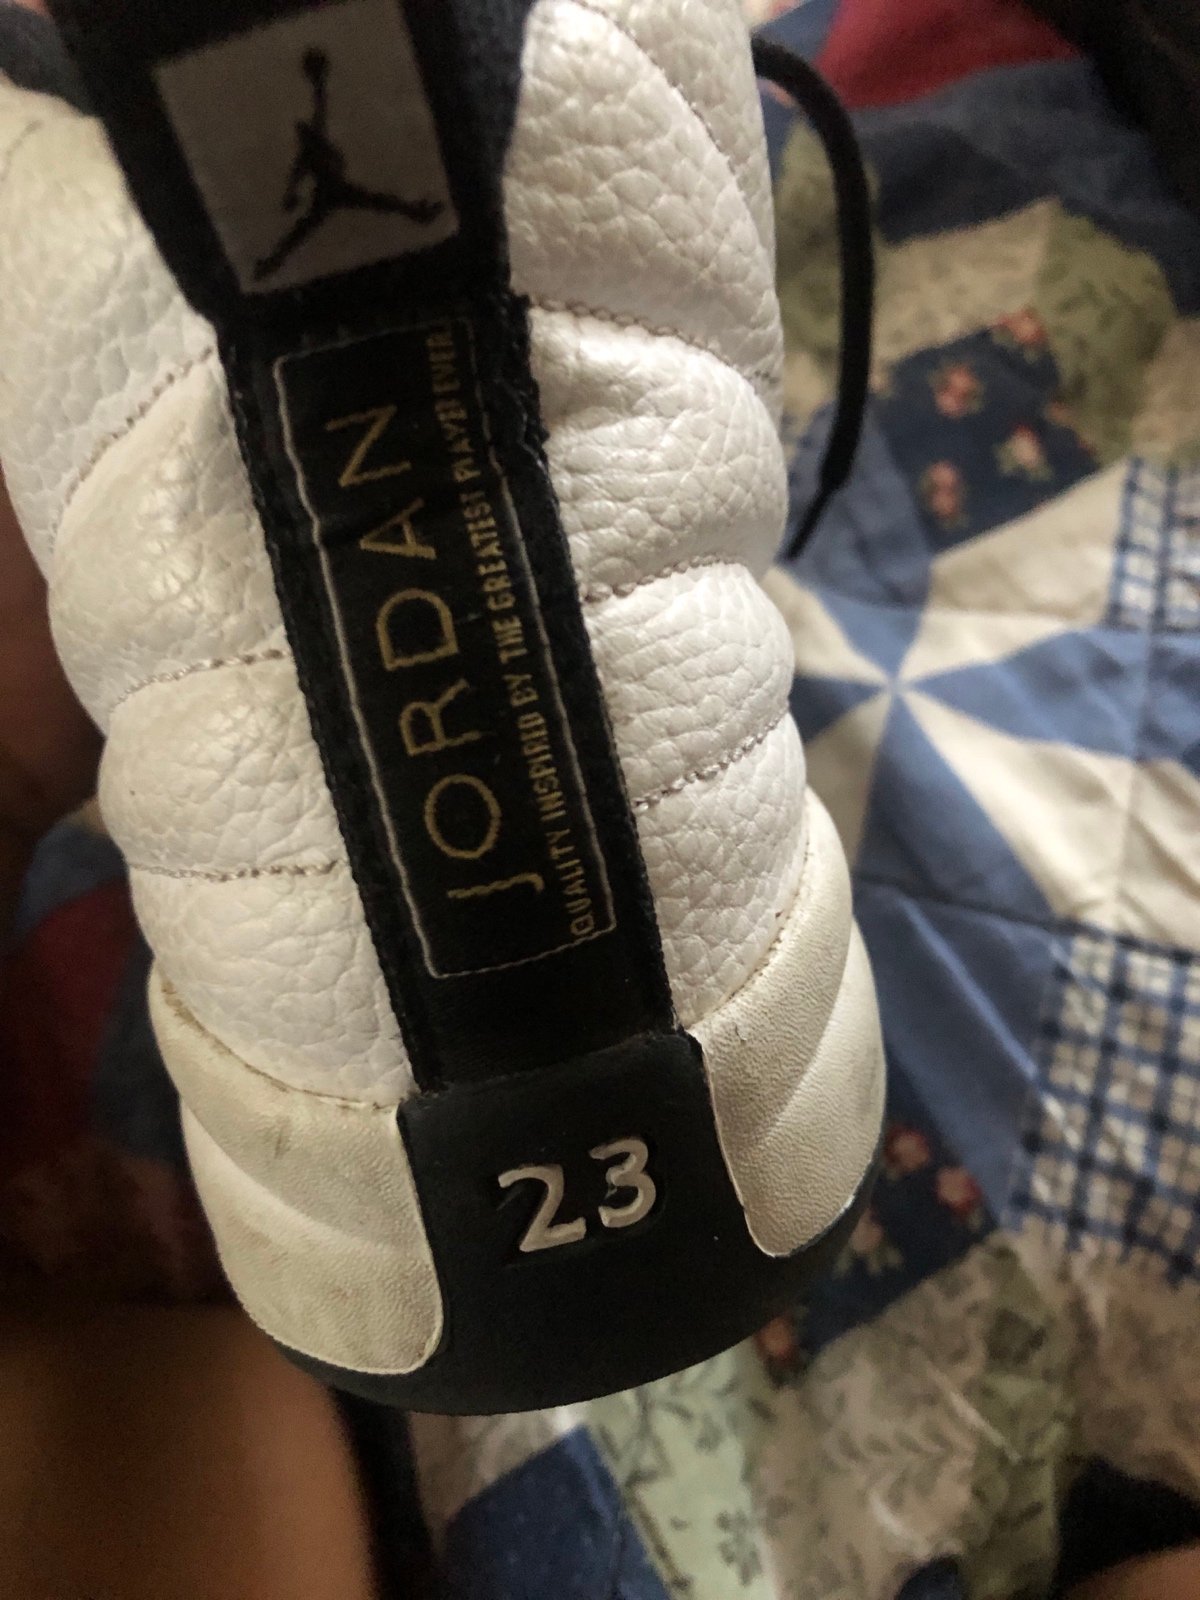 JORDAN
QUALITY INSPIRED BY THE GREATEST PLAYER EVER
23